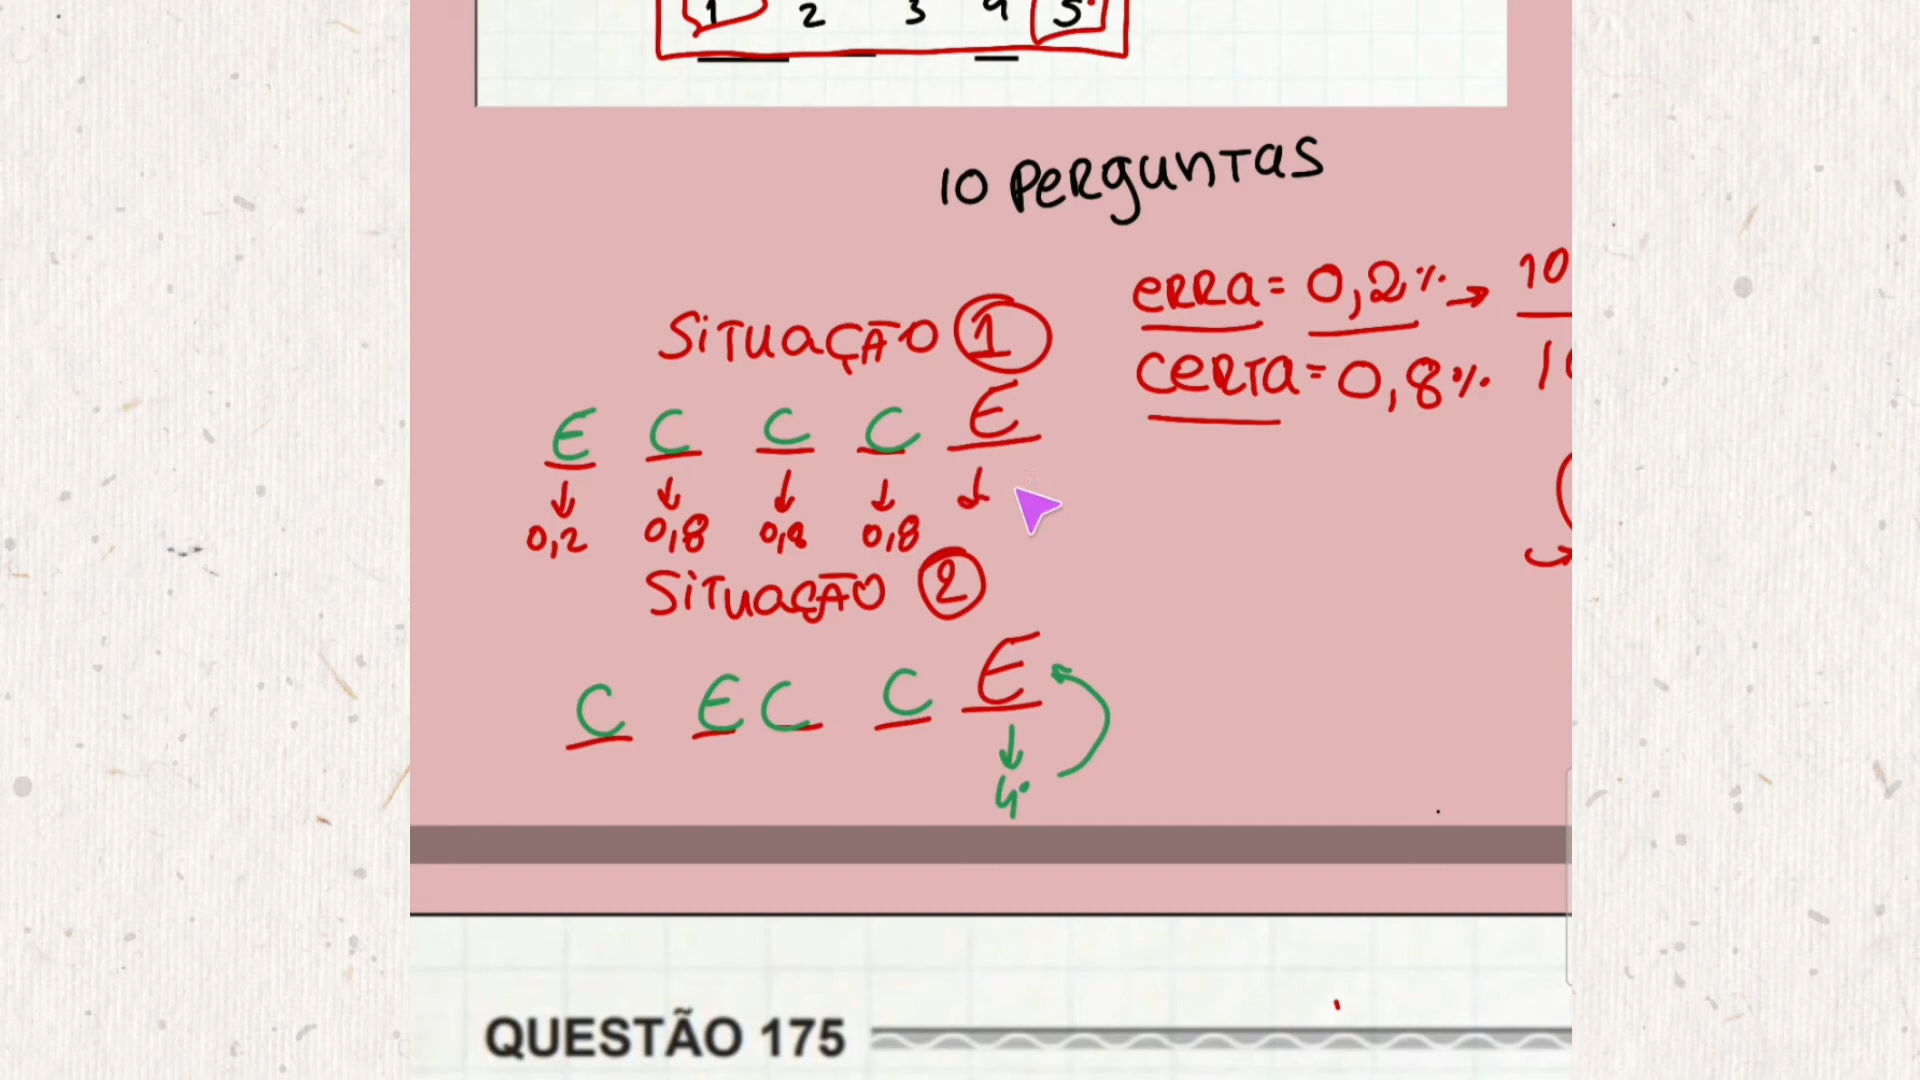 1 2 3 4 5
10 Perguntas
erra = 0,2% → 10
Situação 1
certa = 0,8% 10
E C C C E
0,2 0,8 0,8 0,8
Situação 2
C E C C E
4
QUESTÃO 175